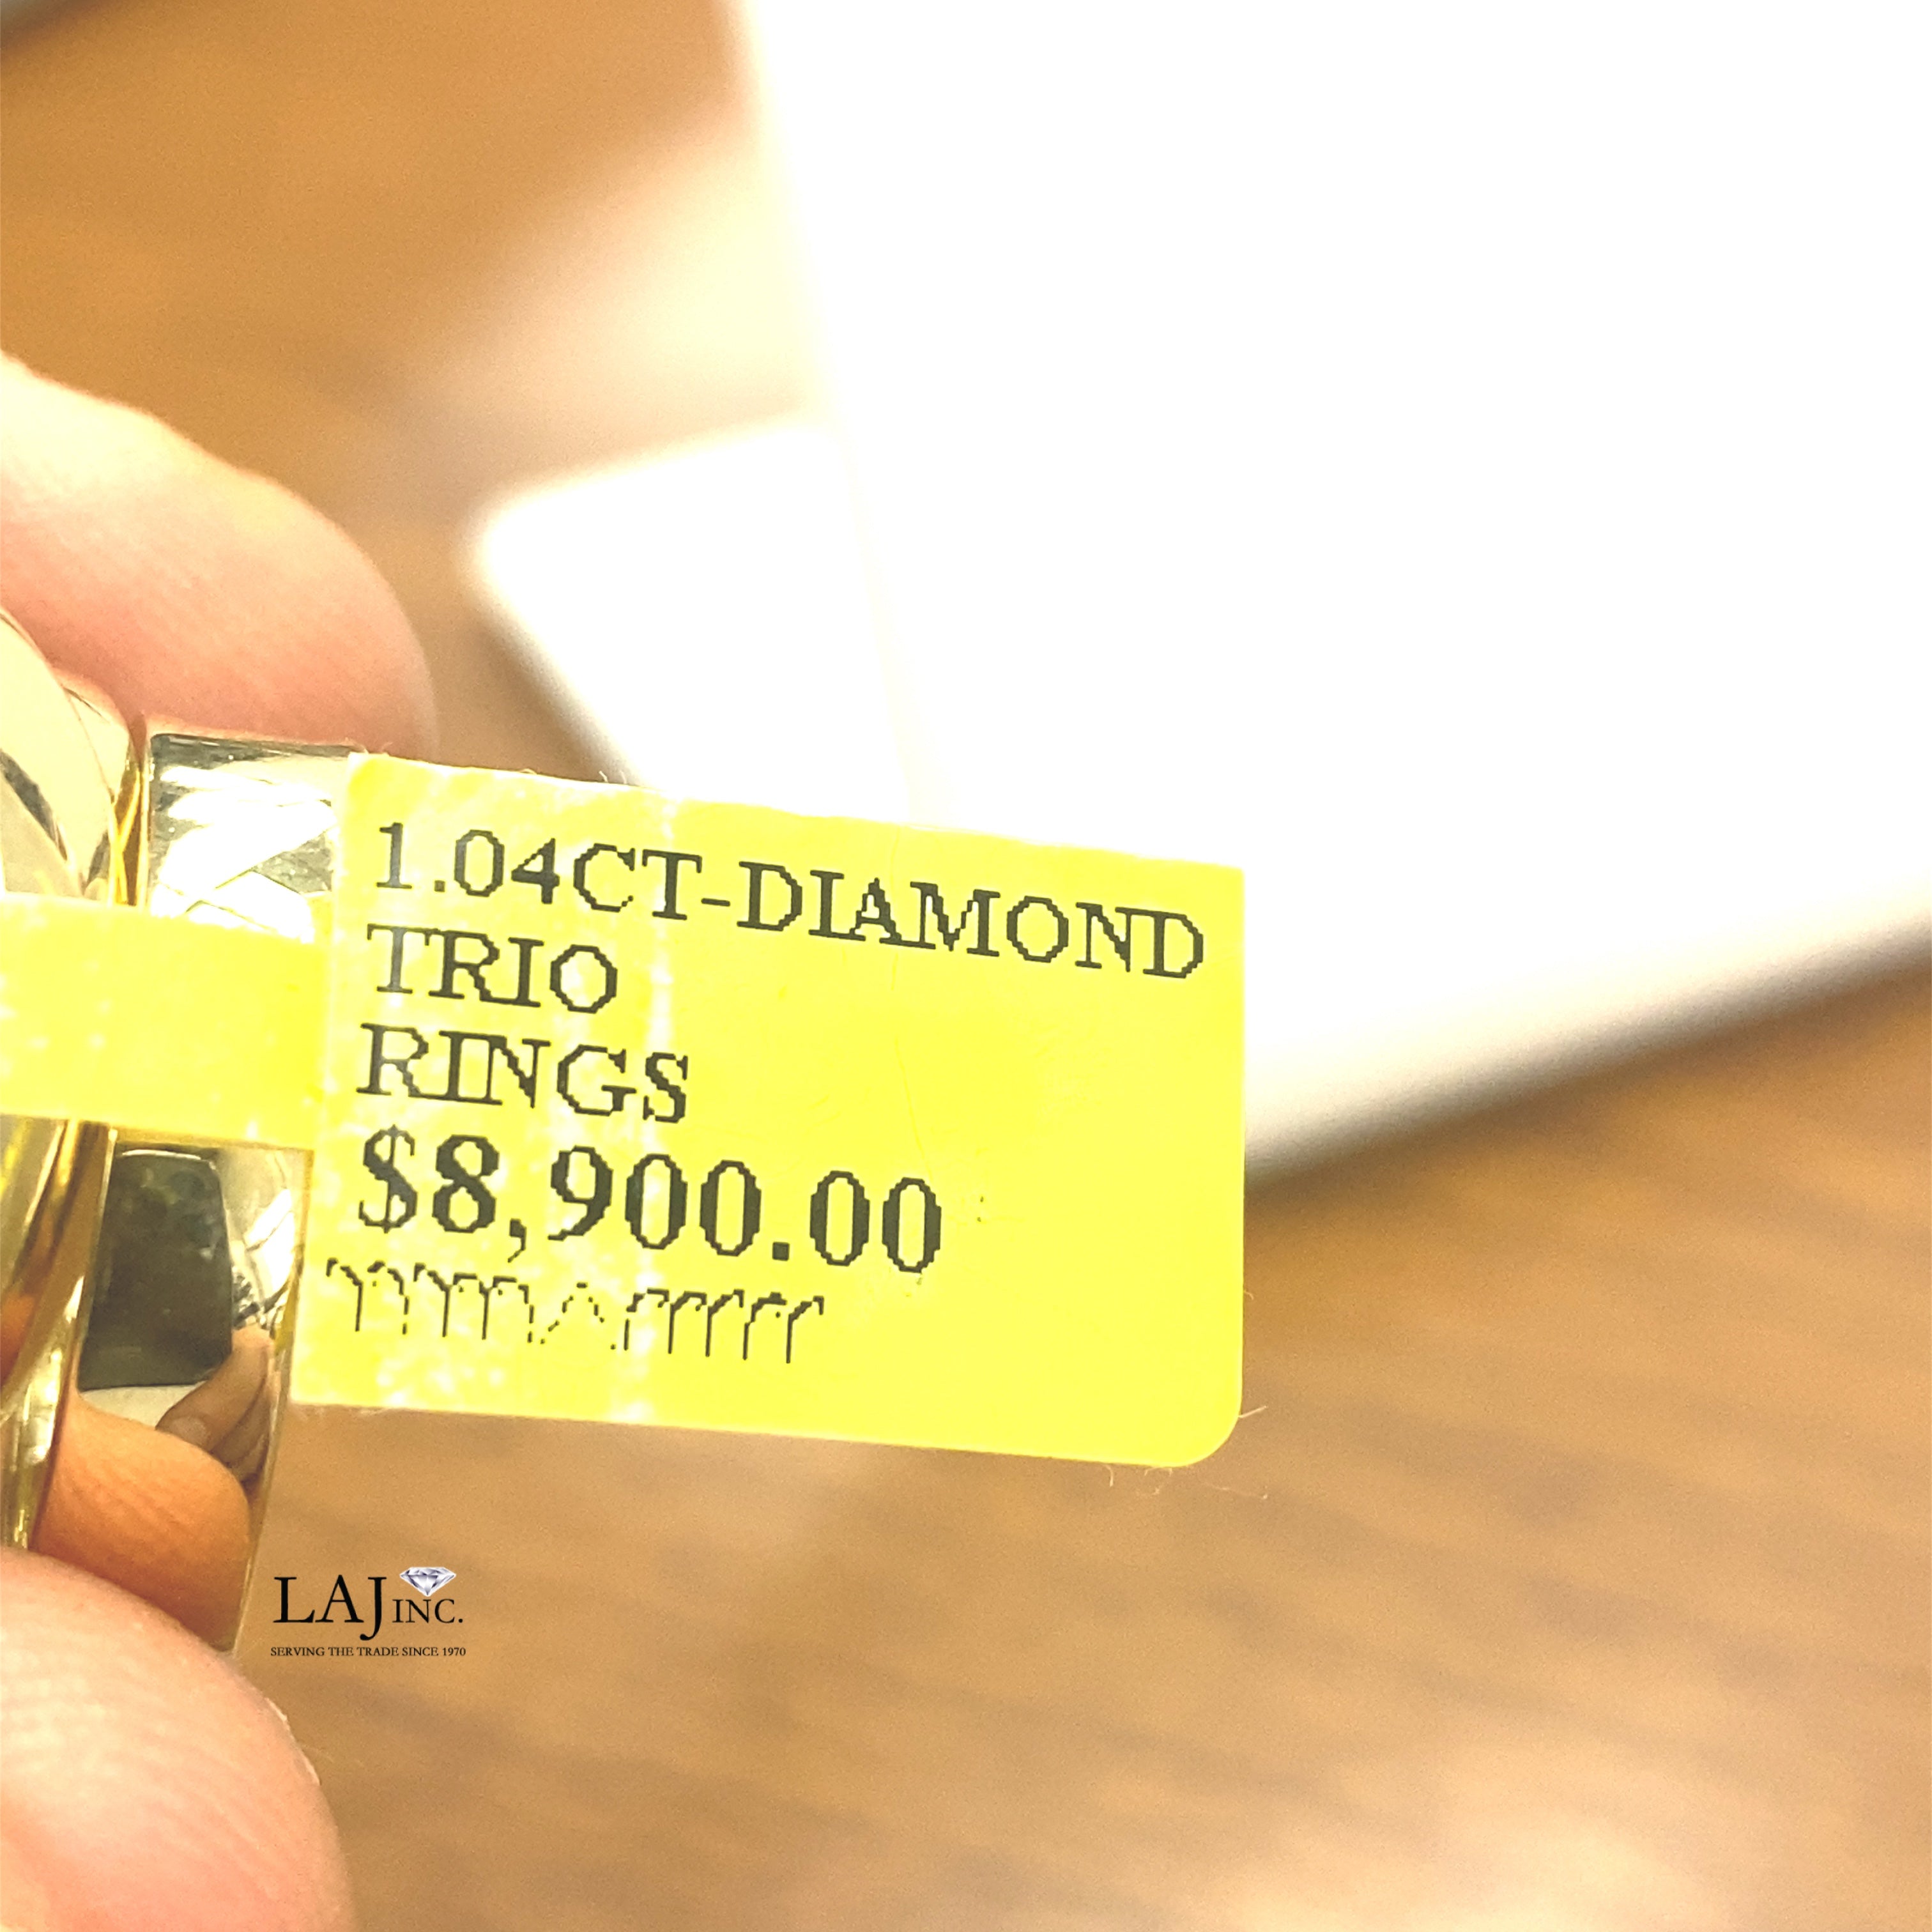 1.04CT-DIAMOND
TRIO
RINGS
$8,900.00
LAJ INC.
SERVING THE TRADE SINCE 1970